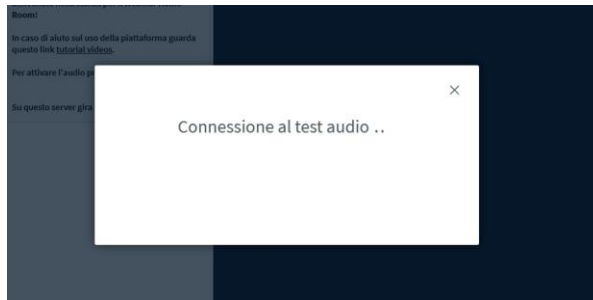 Room!
In caso di aiuto sul uso della piattaforma guarda
questo link tutorial videos.
Per attivare l'audio
Su questo server gira
Connessione al test audio ..